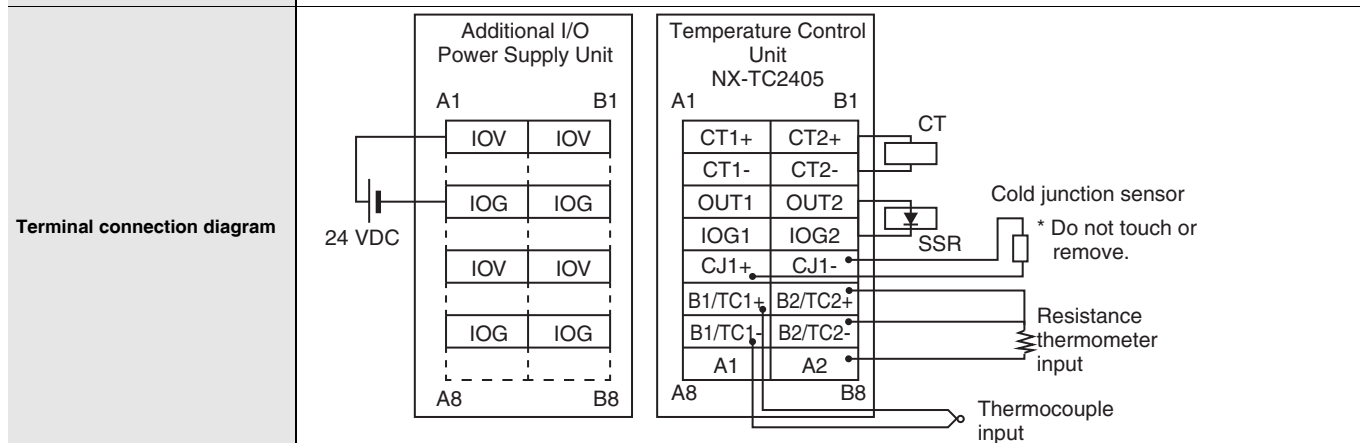 Terminal connection diagram
Additional I/O
Power Supply Unit
A1 B1
IOV IOV
IOG IOG
IOV IOV
IOG IOG
A8 B8
24 VDC
Temperature Control
Unit
NX-TC2405
A1 B1
CT1+ CT2+
CT1- CT2-
OUT1 OUT2
IOG1 IOG2
CJ1+ CJ1-
B1/TC1+ B2/TC2+
B1/TC1- B2/TC2-
A1 A2
A8 B8
CT
SSR
Cold junction sensor
* Do not touch or
remove.
Resistance
thermometer
input
Thermocouple
input